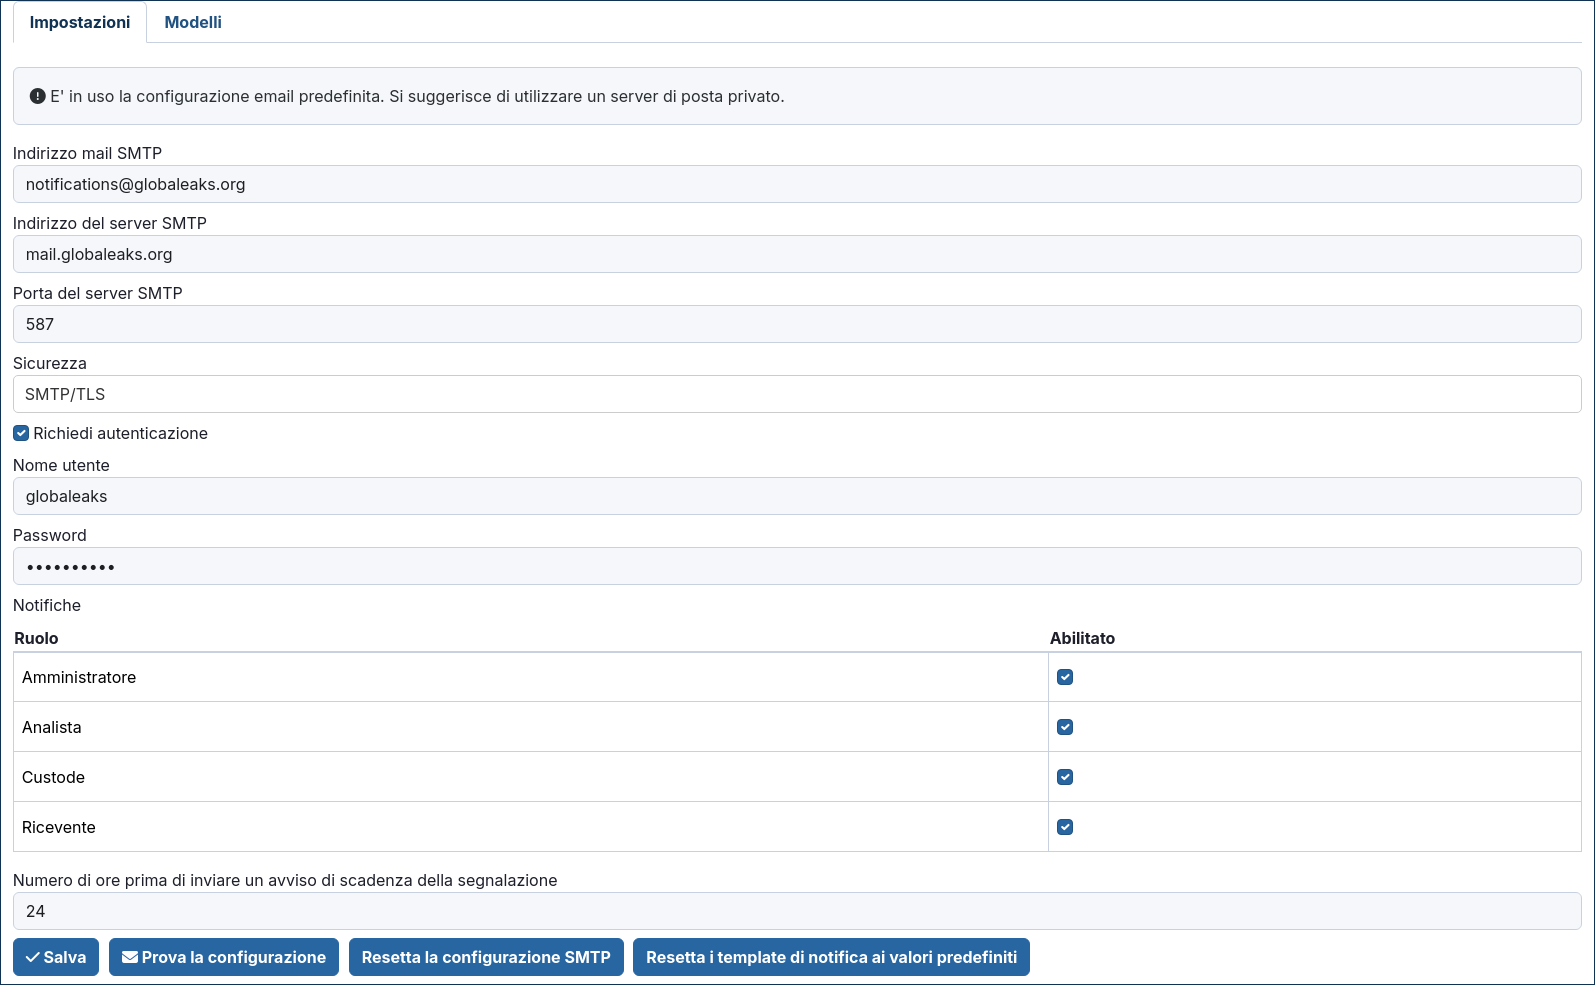 Impostazioni Modelli
E' in uso la configurazione email predefinita. Si suggerisce di utilizzare un server di posta privato.
Indirizzo mail SMTP
notifications@globaleaks.org
Indirizzo del server SMTP
mail.globaleaks.org
Porta del server SMTP
587
Sicurezza
SMTP/TLS
Richiedi autenticazione
Nome utente
globaleaks
Password
••••••••••
Notifiche
Ruolo Abilitato
Amministratore
Analista
Custode
Ricevente
Numero di ore prima di inviare un avviso di scadenza della segnalazione
24
Salva Prova la configurazione Resetta la configurazione SMTP Resetta i template di notifica ai valori predefiniti